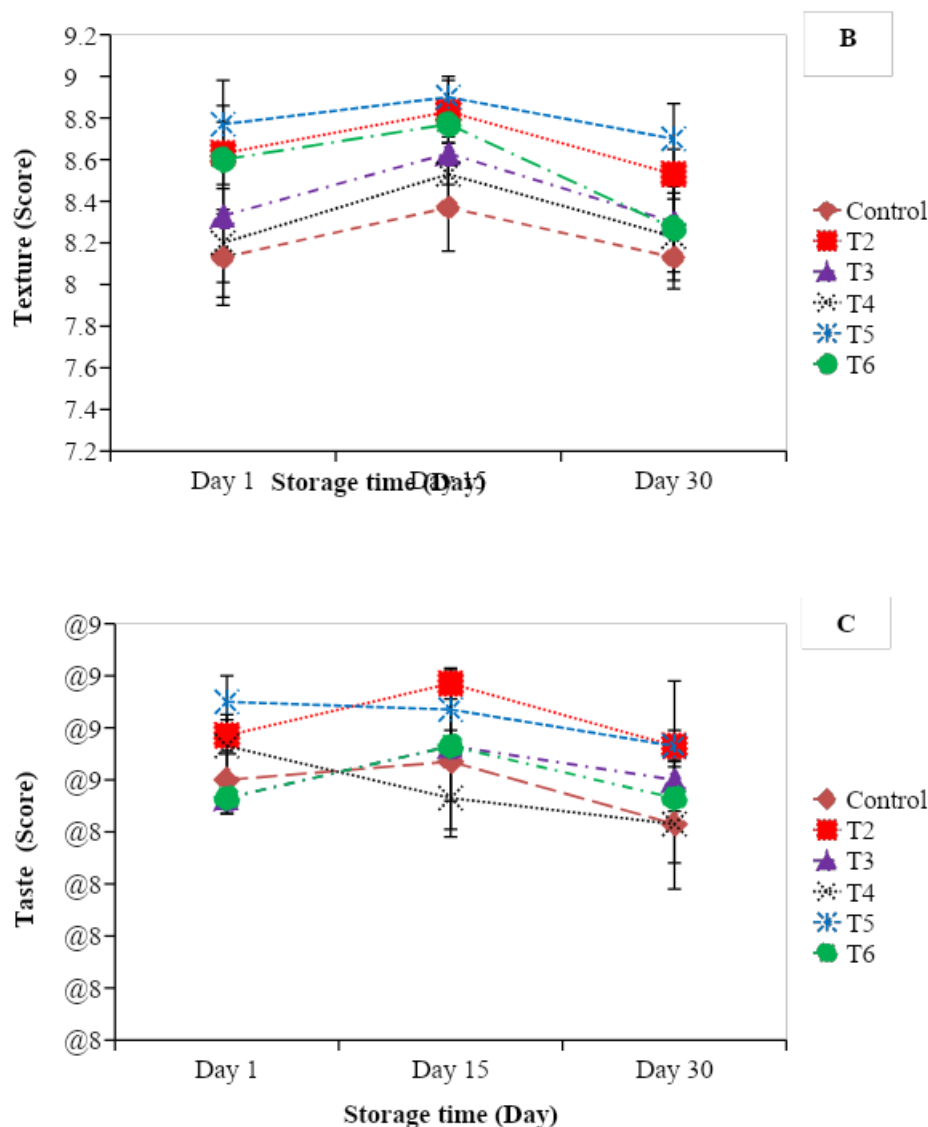 B
9.2
9
8.8
8.6
8.4
8.2
8
7.8
7.6
7.4
7.2
Texture (Score)
Day 1
Day 15
Day 30
Storage time (Day)
Control
T2
T3
T4
T5
T6
C
@9
@9
@9
@9
@8
@8
@8
@8
@8
Taste (Score)
Day 1
Day 15
Day 30
Storage time (Day)
Control
T2
T3
T4
T5
T6